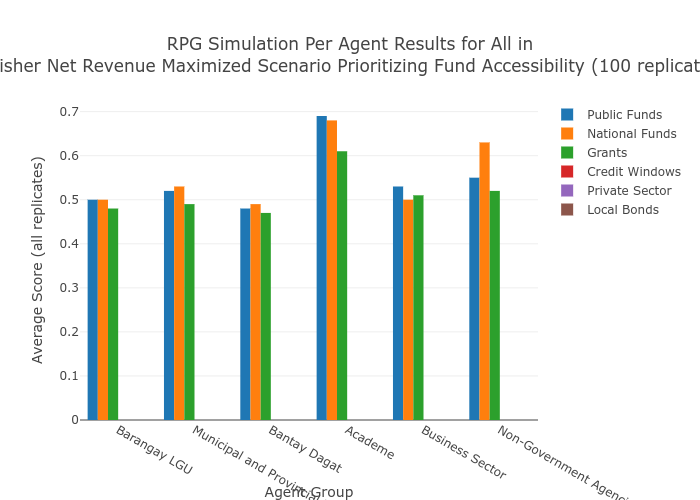 RPG Simulation Per Agent Results for All in
isher Net Revenue Maximized Scenario Prioritizing Fund Accessibility (100 replicat
0.7
0.6
0.5
0.4
0.3
0.2
0.1
0
Average Score (all replicates)
Public Funds
National Funds
Grants
Credit Windows
Private Sector
Local Bonds
Barangay LGU
Municipal and Provincial
Bantay Dagat
Academe
Business Sector
Non-Government Agenci
Agent Group